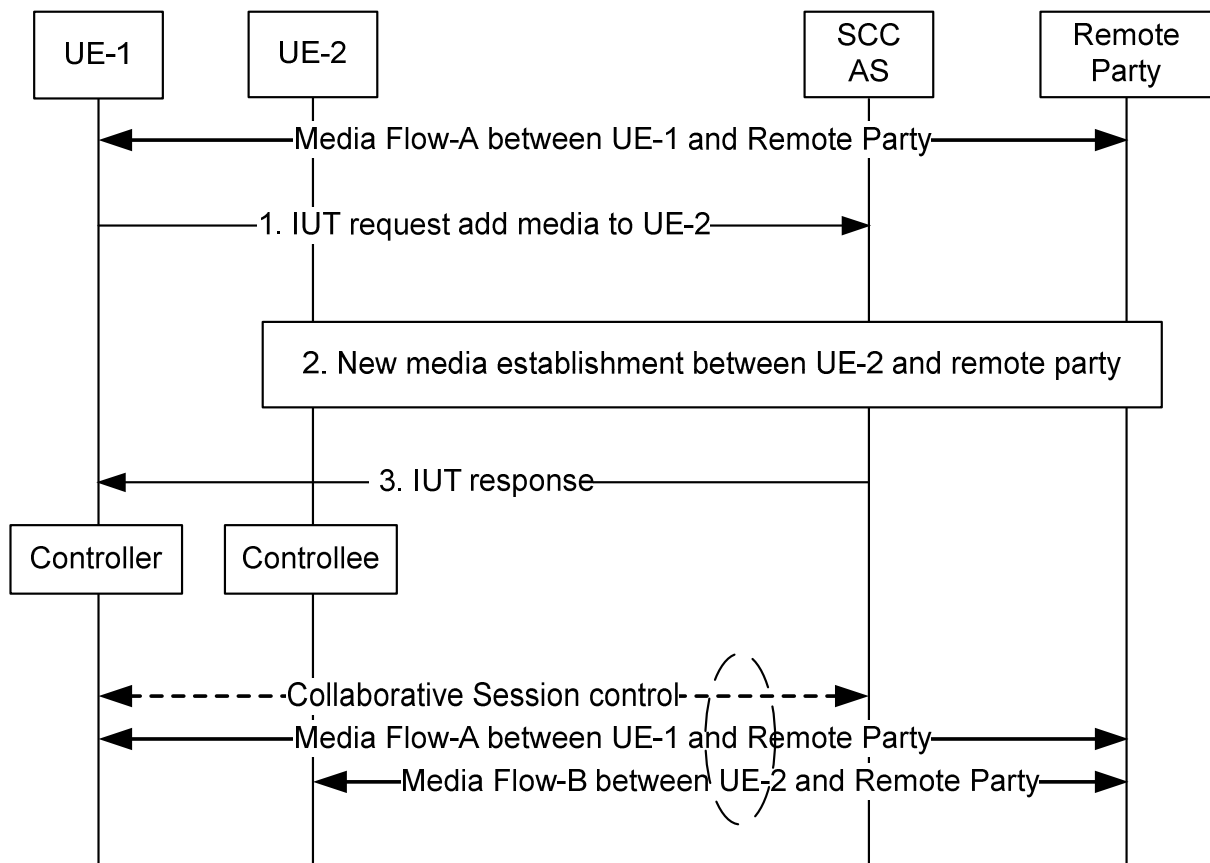 UE-1
UE-2
SCC
AS
Remote
Party
Media Flow-A between UE-1 and Remote Party
1. IUT request add media to UE-2
2. New media establishment between UE-2 and remote party
3. IUT response
Controller
Controllee
Collaborative Session control
Media Flow-A between UE-1 and Remote Party
Media Flow-B between UE-2 and Remote Party